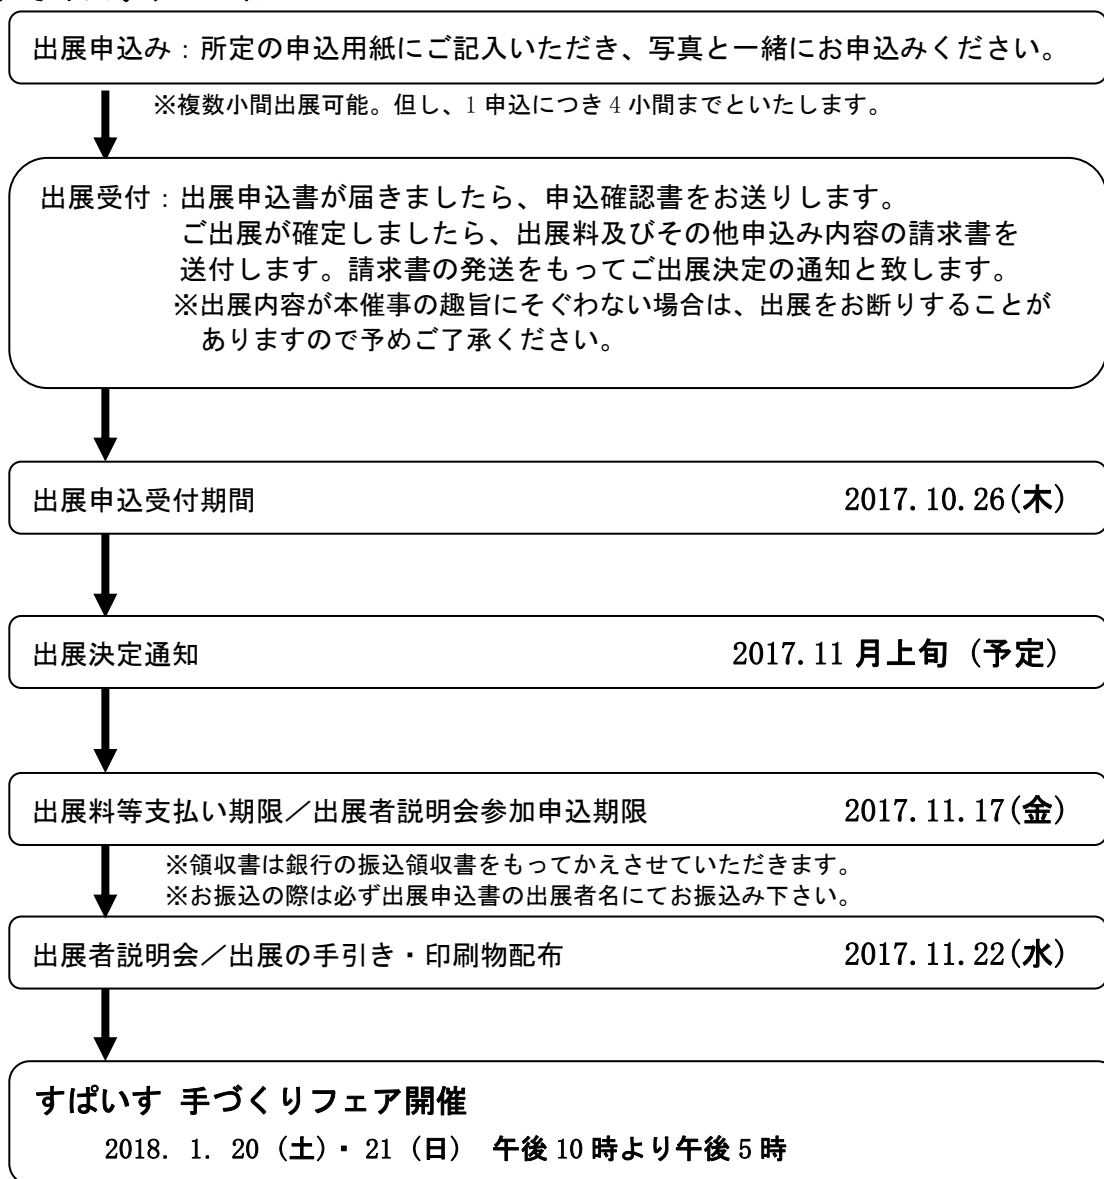 出展申込み：所定の申込用紙にご記入いただき、写真と一緒にお申込みください。
※複数小間出展可能。但し、1申込につき4小間までといたします。
出展受付：出展申込書が届きましたら、申込確認書をお送りします。
ご出展が確定しましたら、出展料及びその他申込み内容の請求書を
送付します。請求書の発送をもってご出展決定の通知と致します。
※出展内容が本催事の趣旨にそぐわない場合は、出展をお断りすることが
ありますので予めご了承ください。
出展申込受付期間 2017.10.26(木)
出展決定通知 2017.11月上旬（予定）
出展料等支払い期限／出展者説明会参加申込期限 2017.11.17(金)
※領収書は銀行の振込領収書をもってかえさせていただきます。
※お振込の際は必ず出展申込書の出展者名にてお振込み下さい。
出展者説明会／出展の手引き・印刷物配布 2017.11.22(水)
すぱいす 手づくりフェア開催
2018. 1. 20（土）・21（日） 午後10時より午後5時